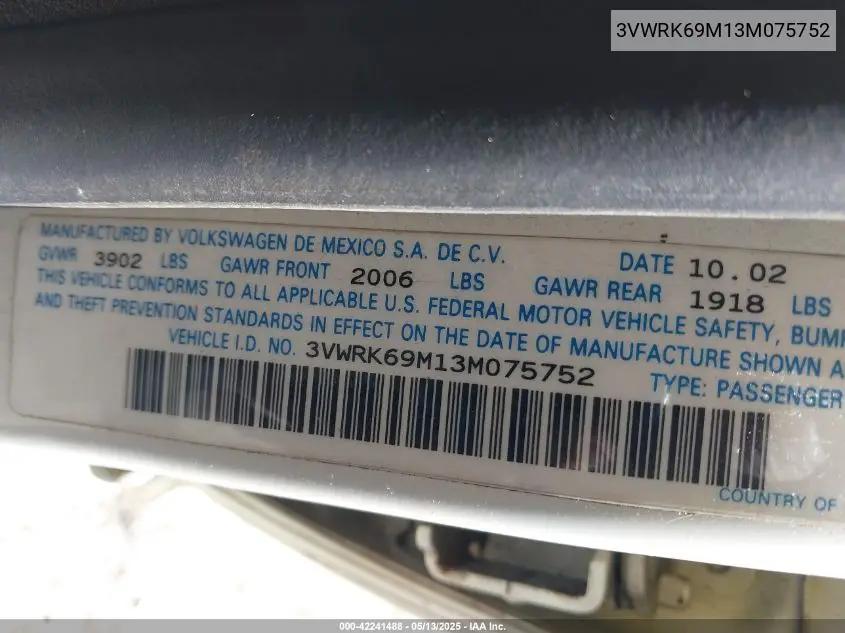 3VWRK69M13M075752
MANUFACTURED BY VOLKSWAGEN DE MEXICO S.A. DE C.V. DATE 10.02
GVWR 3902 LBS GAWR FRONT 2006 LBS GAWR REAR 1918 LBS
THIS VEHICLE CONFORMS TO ALL APPLICABLE U.S. FEDERAL MOTOR VEHICLE SAFETY,
AND THEFT PREVENTION STANDARDS IN EFFECT ON THE DATE OF MANUFACTURE SHOWN
VEHICLE I.D. NO. 3VWRK69M13M075752 TYPE: PASSENGER
COUNTRY OF
000-42241488 - 05/13/2025 - IAA Inc.